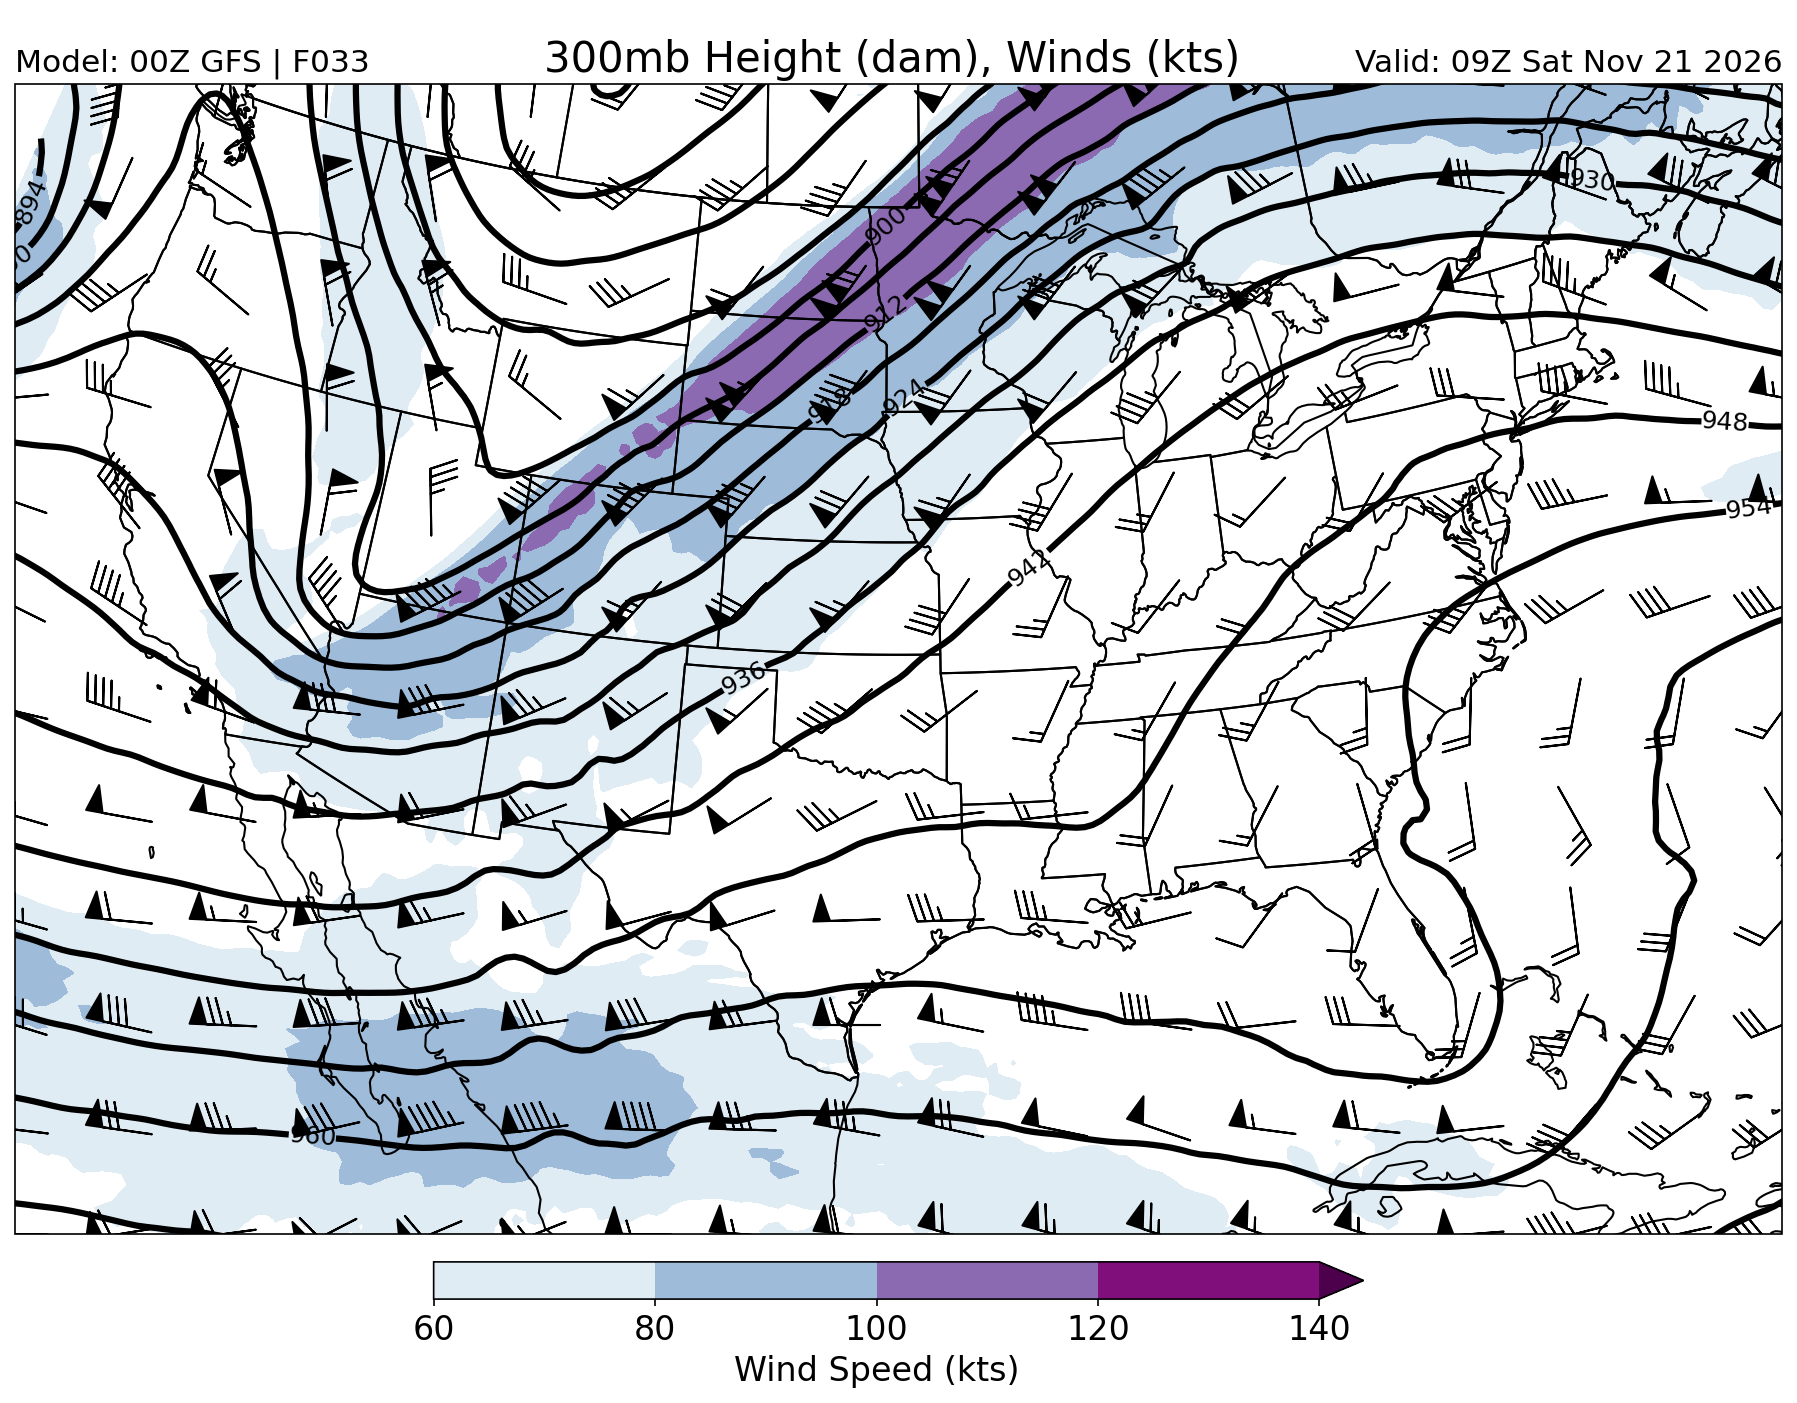 Model: 00Z GFS | F033
300mb Height (dam), Winds (kts)
Valid: 09Z Sat Nov 21 2026
894
900
930
912
918
924
948
954
942
936
960
60 80 100 120 140
Wind Speed (kts)